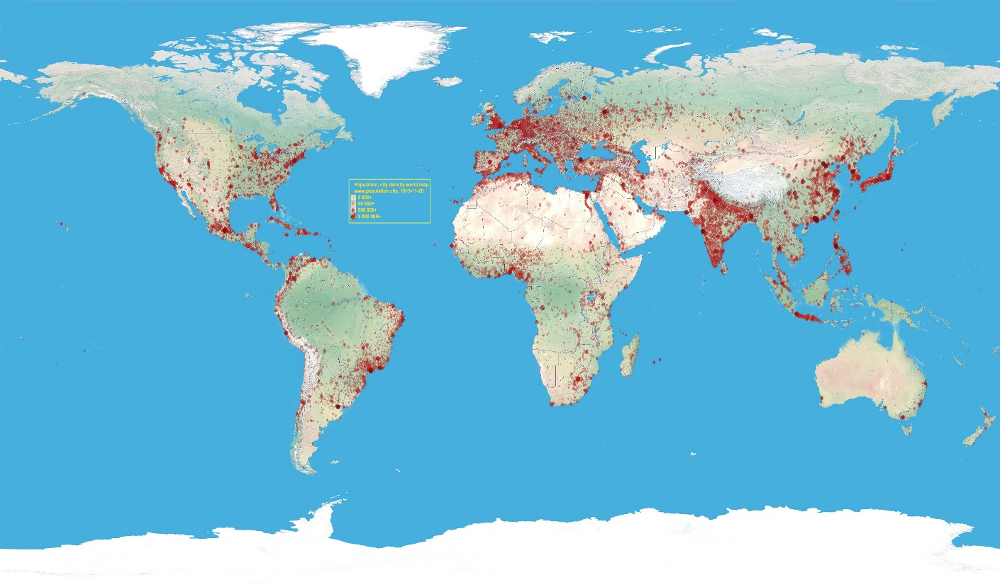 Population, city density world map
www.population.city, 1015-11-20
5 000+
50 000+
500 000+
5 000 000+